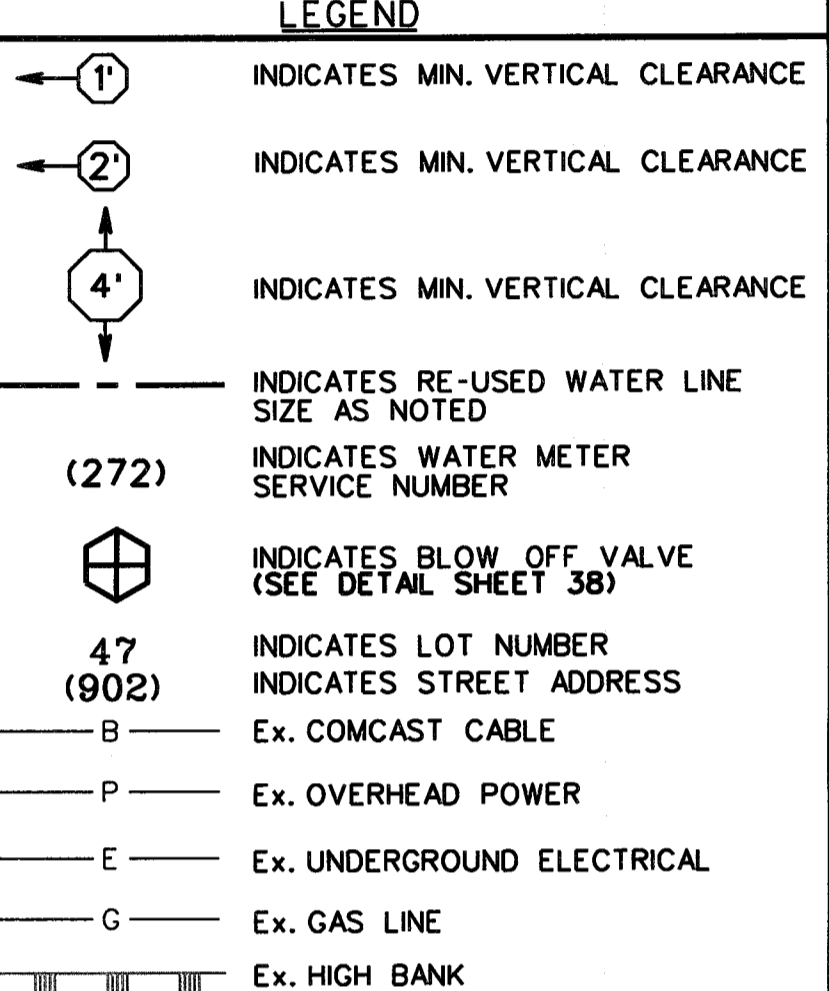 LEGEND
1' INDICATES MIN. VERTICAL CLEARANCE
2' INDICATES MIN. VERTICAL CLEARANCE
4' INDICATES MIN. VERTICAL CLEARANCE
INDICATES RE-USED WATER LINE
SIZE AS NOTED
(272) INDICATES WATER METER
SERVICE NUMBER
INDICATES BLOW OFF VALVE
(SEE DETAIL SHEET 38)
47 INDICATES LOT NUMBER
(902) INDICATES STREET ADDRESS
B Ex. COMCAST CABLE
P Ex. OVERHEAD POWER
E Ex. UNDERGROUND ELECTRICAL
G Ex. GAS LINE
Ex. HIGH BANK